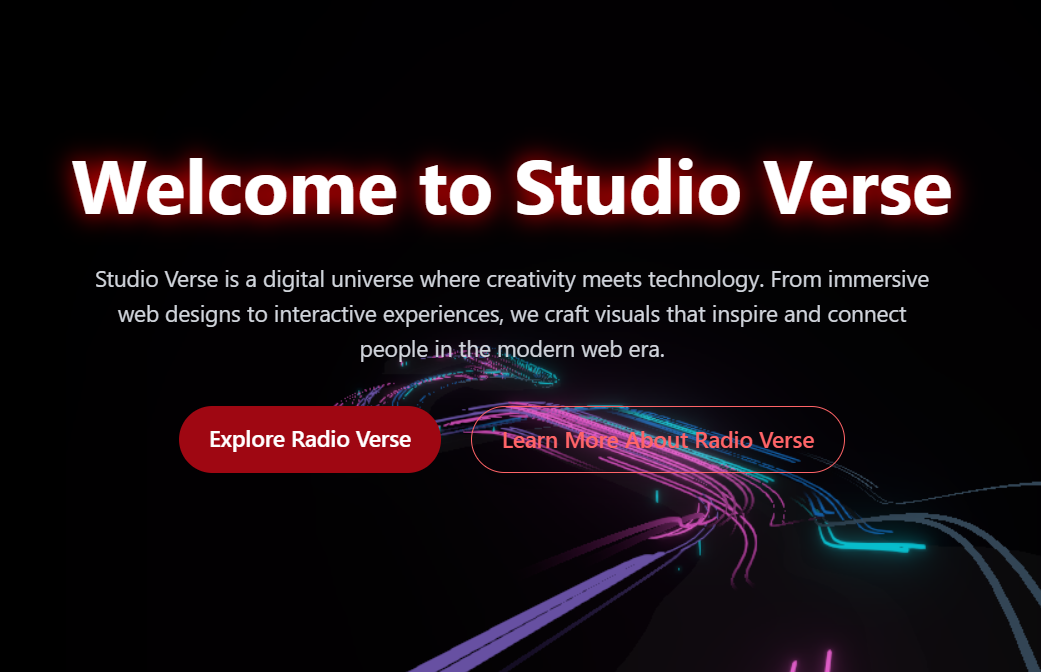 Welcome to Studio Verse
Studio Verse is a digital universe where creativity meets technology. From immersive
web designs to interactive experiences, we craft visuals that inspire and connect
people in the modern web era.
Explore Radio Verse
Learn More About Radio Verse